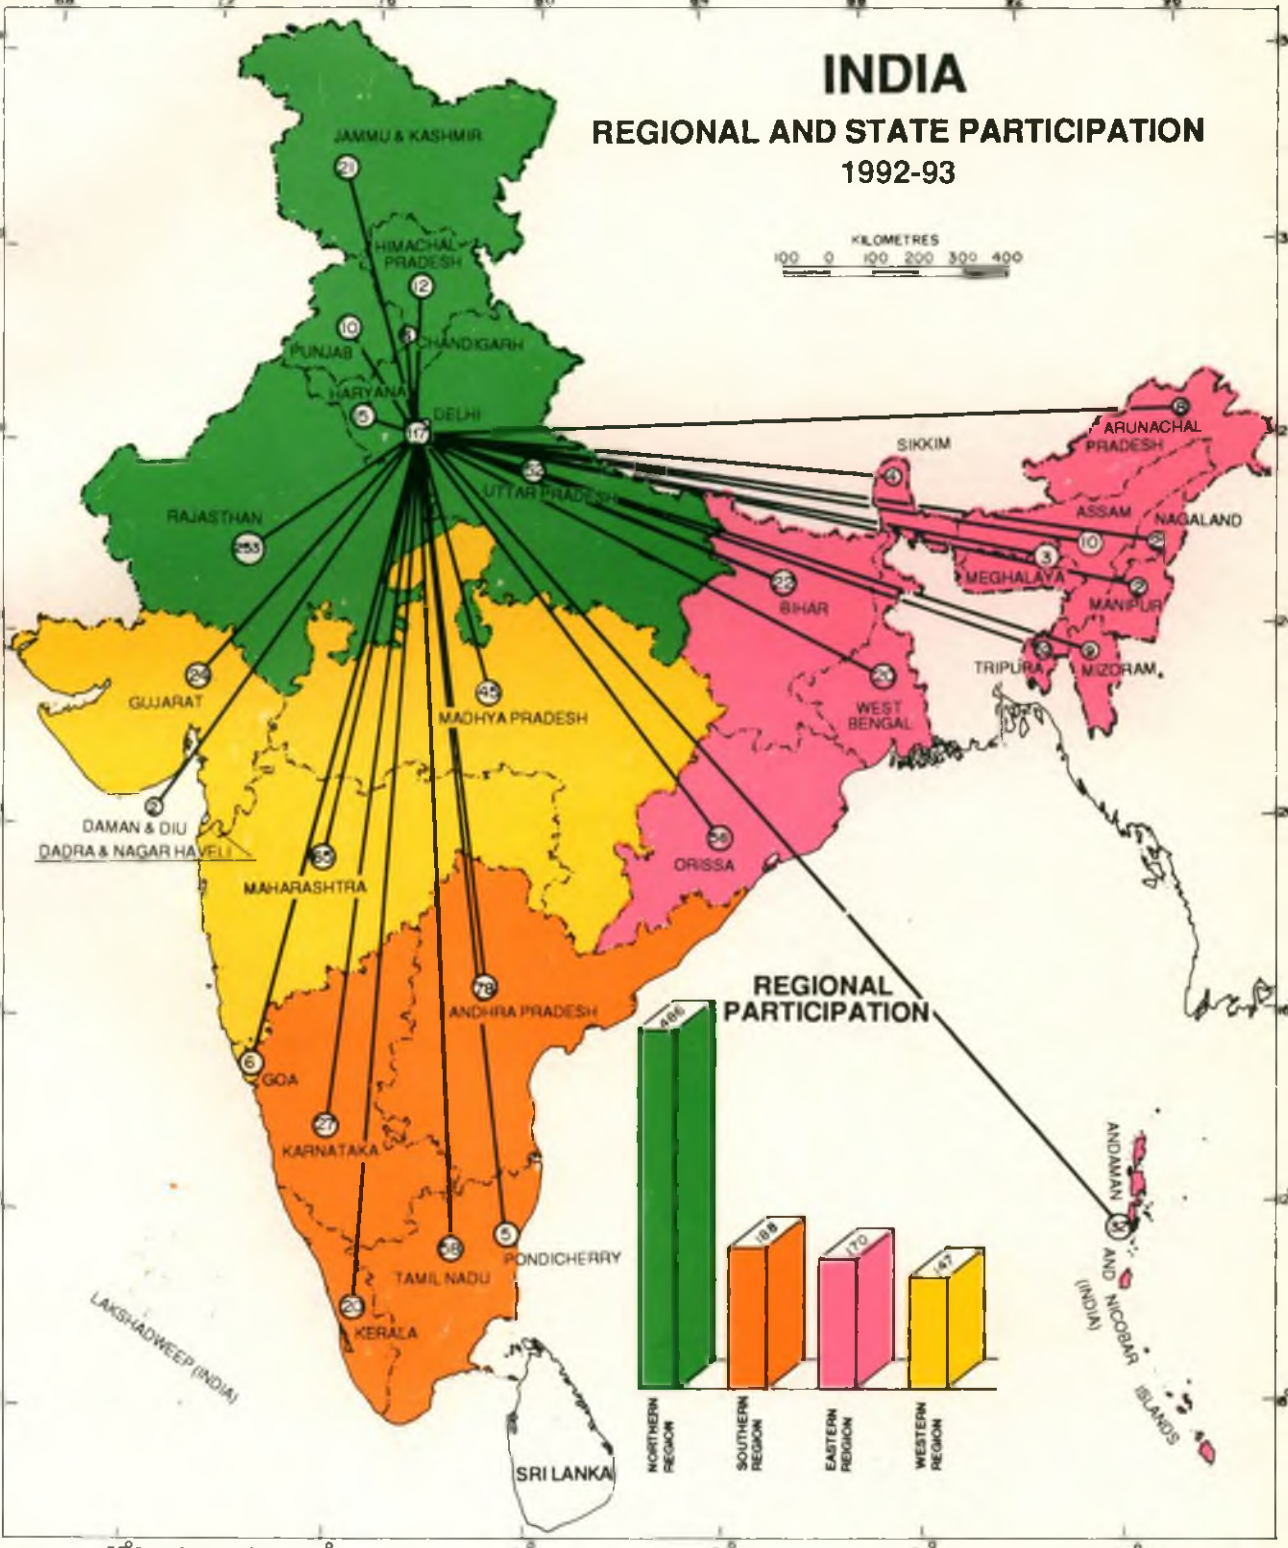 INDIA
REGIONAL AND STATE PARTICIPATION
1992-93
KILOMETRES
100 0 100 200 300 400
JAMMU & KASHMIR
21
HIMACHAL
PRADESH
12
10
PUNJAB
CHANDIGARH
HARYANA
5
DELHI
117
UTTAR PRADESH
RAJASTHAN
253
SIKKIM
4
ARUNACHAL
PRADESH
ASSAM
10
NAGALAND
3
MEGHALAYA
2
MANIPUR
22
BIHAR
TRIPURA
9
MIZORAM
20
WEST
BENGAL
24
GUJARAT
45
MADHYA PRADESH
2
DAMAN & DIU
DADRA & NAGAR HAVELI
65
MAHARASHTRA
56
ORISSA
78
ANDHRA PRADESH
6
GOA
27
KARNATAKA
58
TAMIL NADU
5
PONDICHERRY
20
KERALA
LAKSHADWEEP (INDIA)
SRI LANKA
ANDAMAN
32
AND NICOBAR
(INDIA)
ISLANDS
REGIONAL
PARTICIPATION
486
188
170
147
NORTHERN
REGION
SOUTHERN
REGION
EASTERN
REIGION
WESTERN
REGION